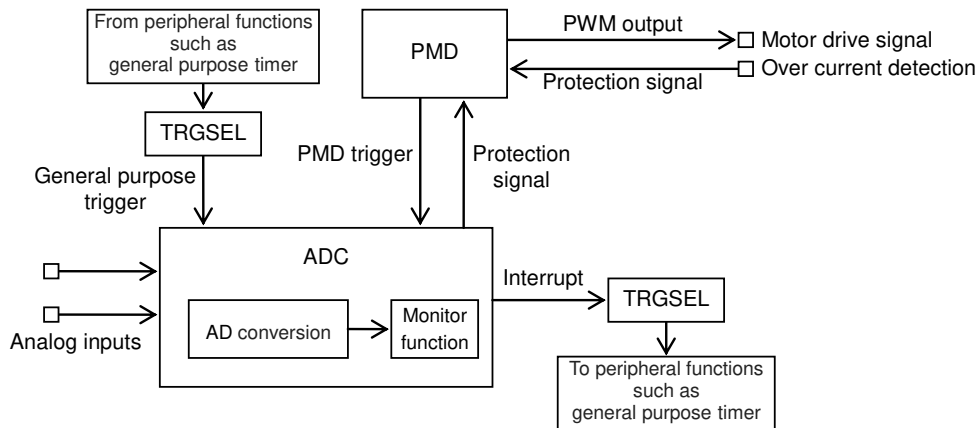 From peripheral functions
such as
general purpose timer
TRGSEL
General purpose
trigger
PMD
PWM output
Protection signal
Motor drive signal
Over current detection
PMD trigger
Protection
signal
ADC
AD conversion
Monitor
function
Analog inputs
Interrupt
TRGSEL
To peripheral functions
such as
general purpose timer